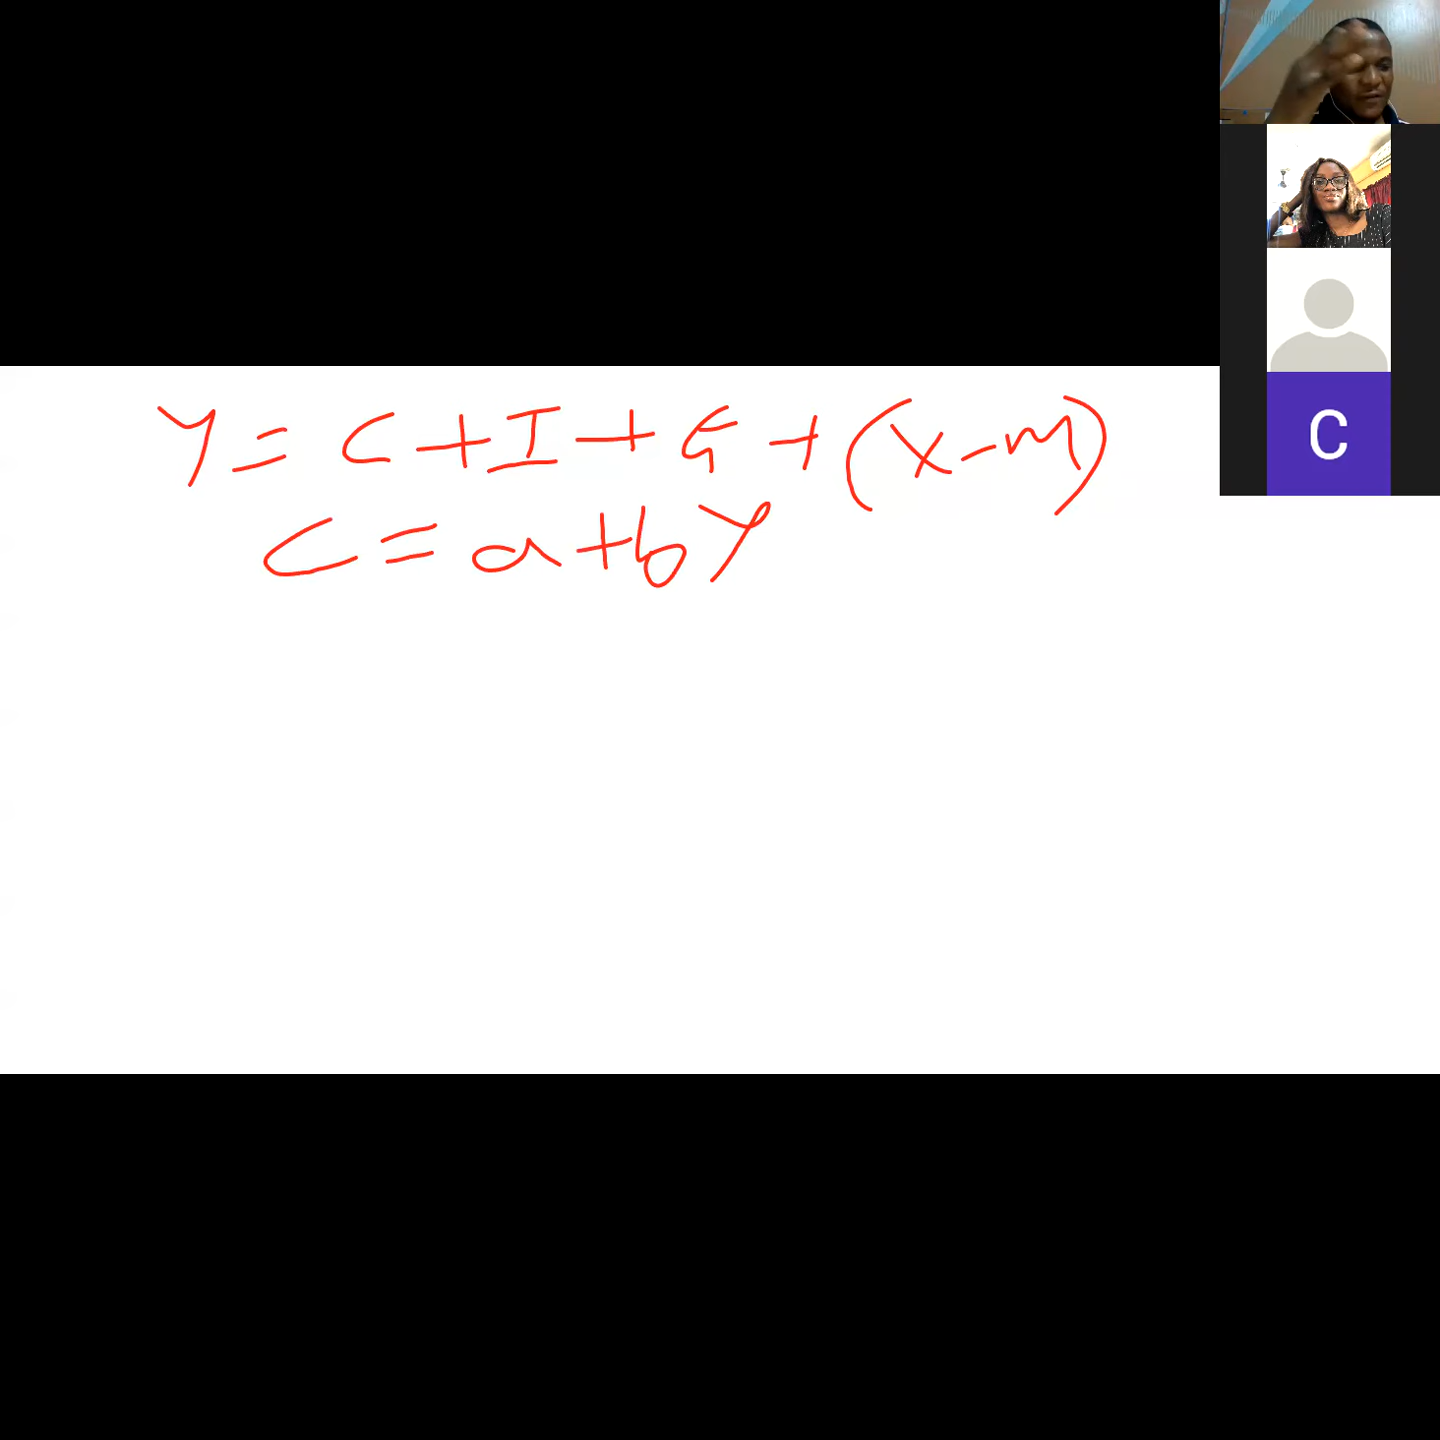 Y = C + I + G + (X - M)
C = a + bY
C